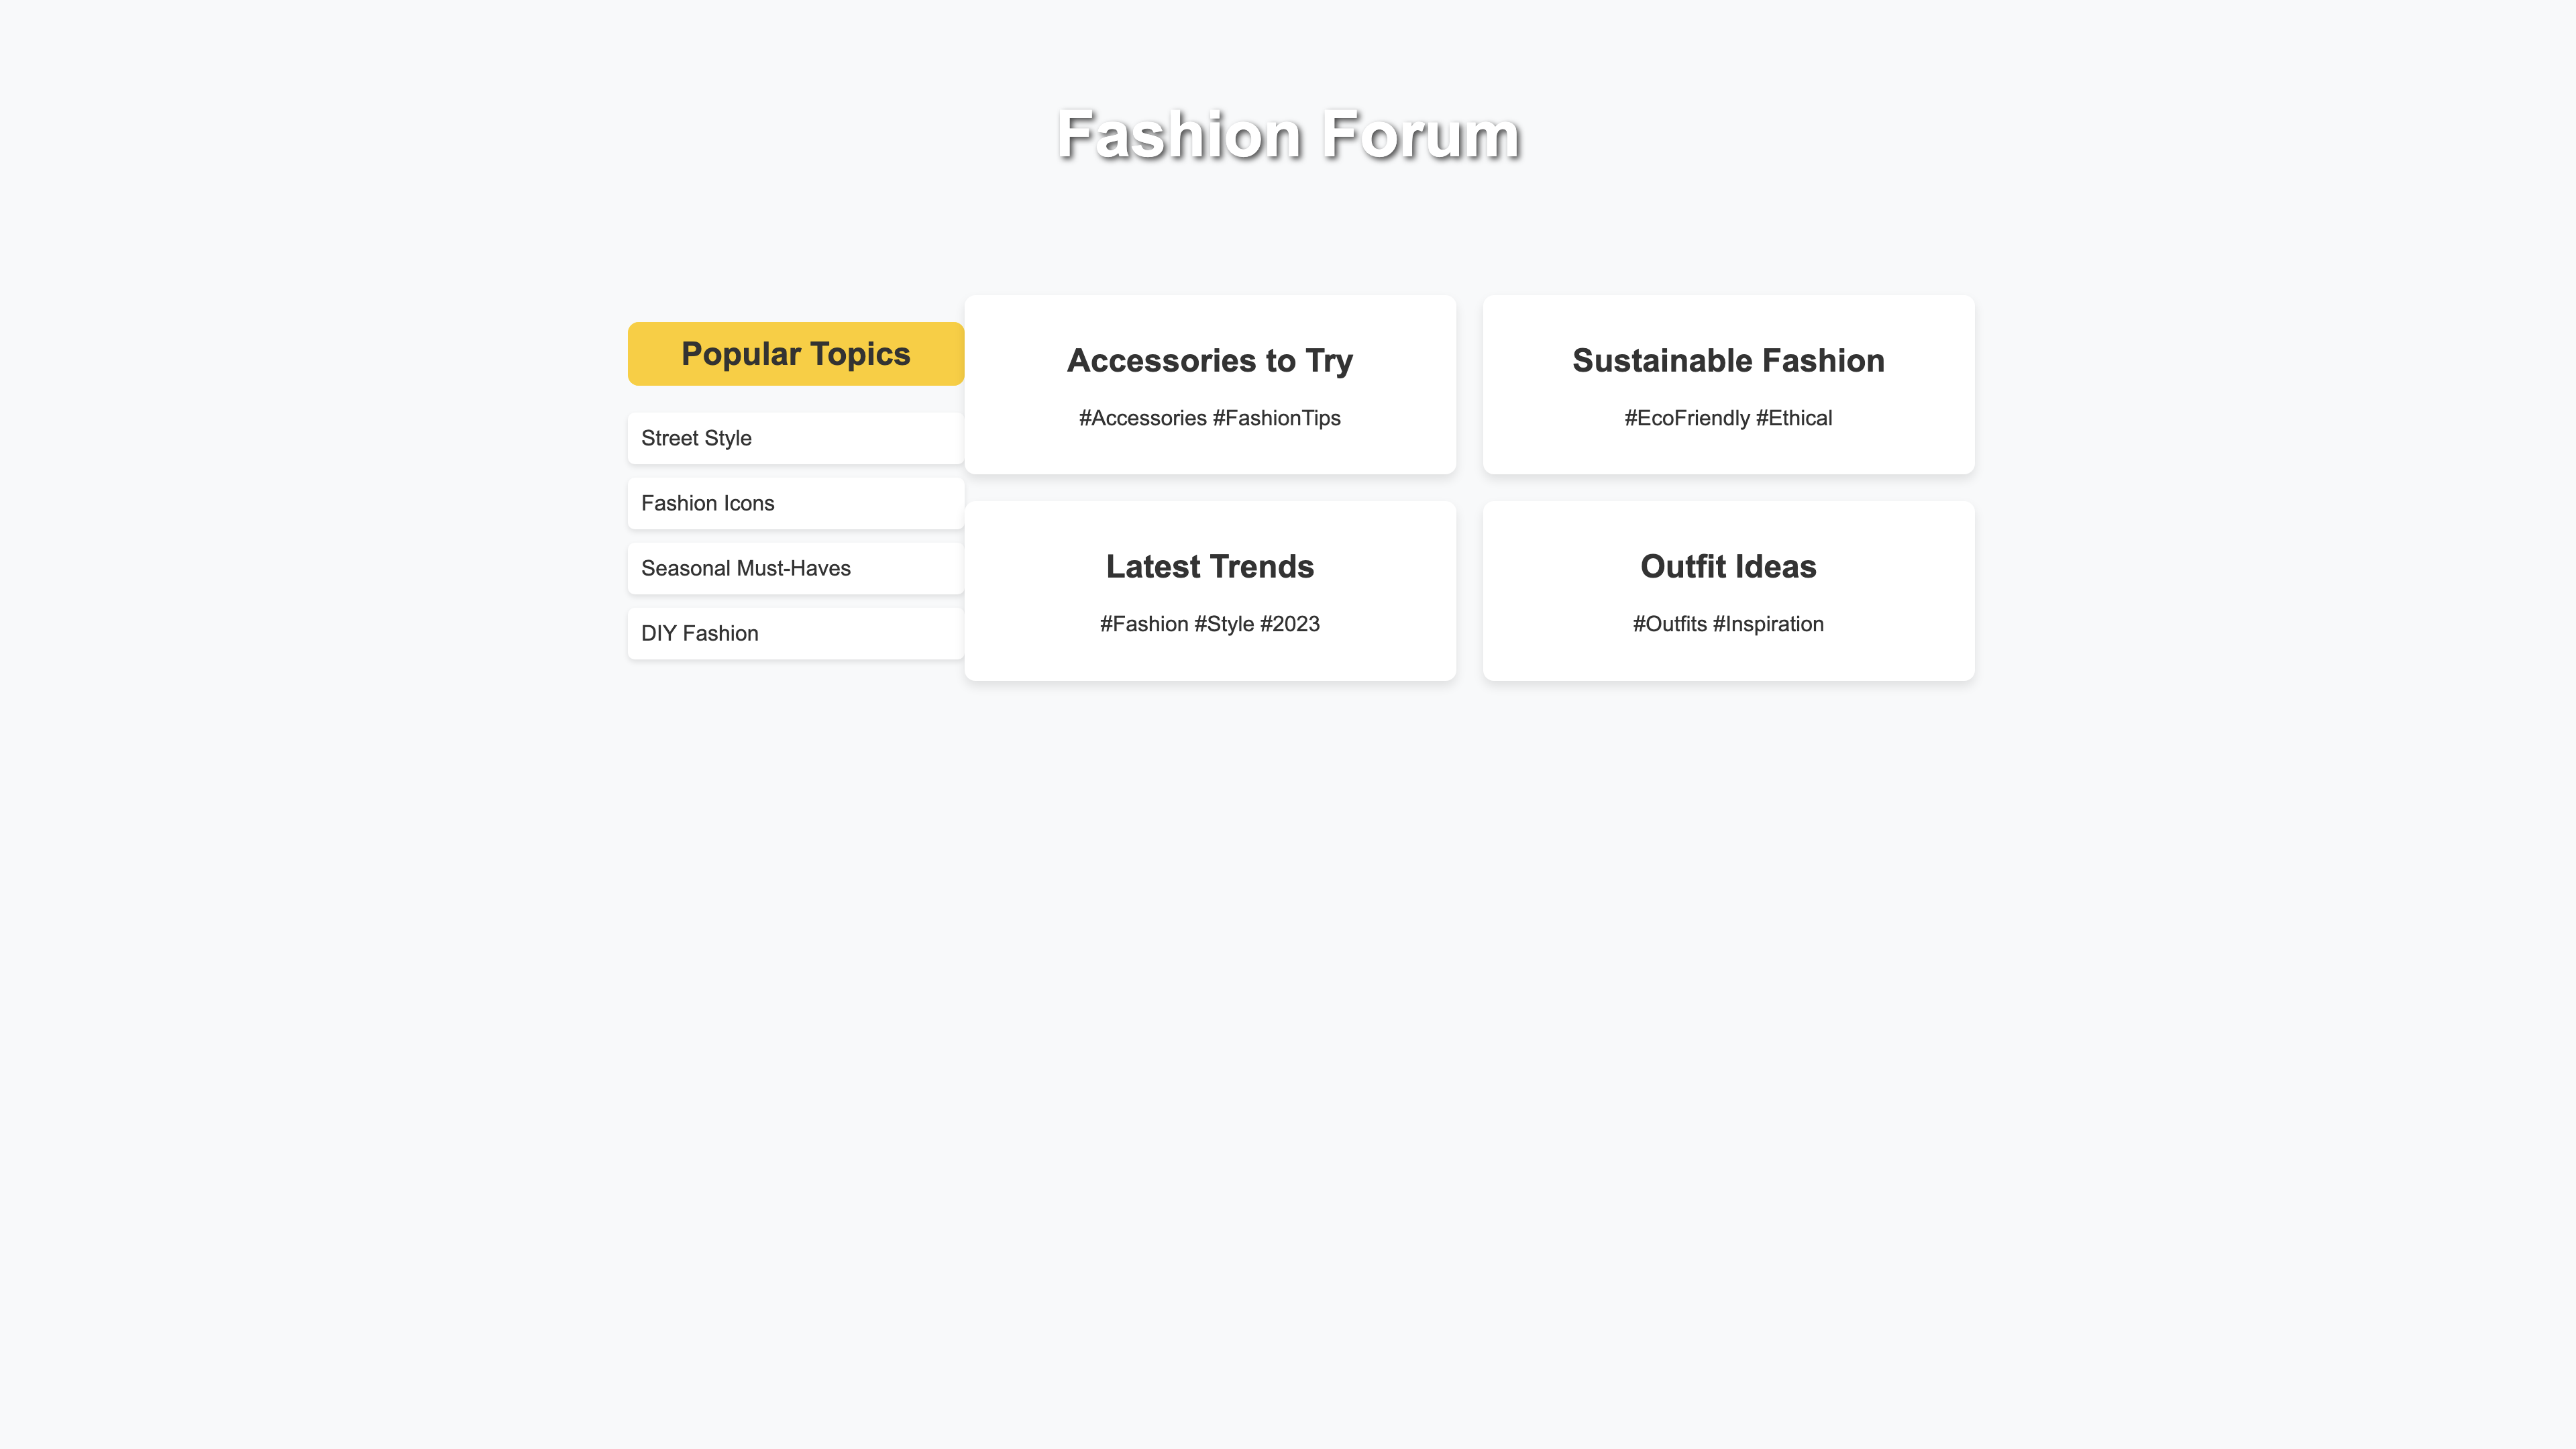 Fashion Forum
Popular Topics
Street Style
Fashion Icons
Seasonal Must-Haves
DIY Fashion
Accessories to Try
#Accessories #FashionTips
Sustainable Fashion
#EcoFriendly #Ethical
Latest Trends
#Fashion #Style #2023
Outfit Ideas
#Outfits #Inspiration